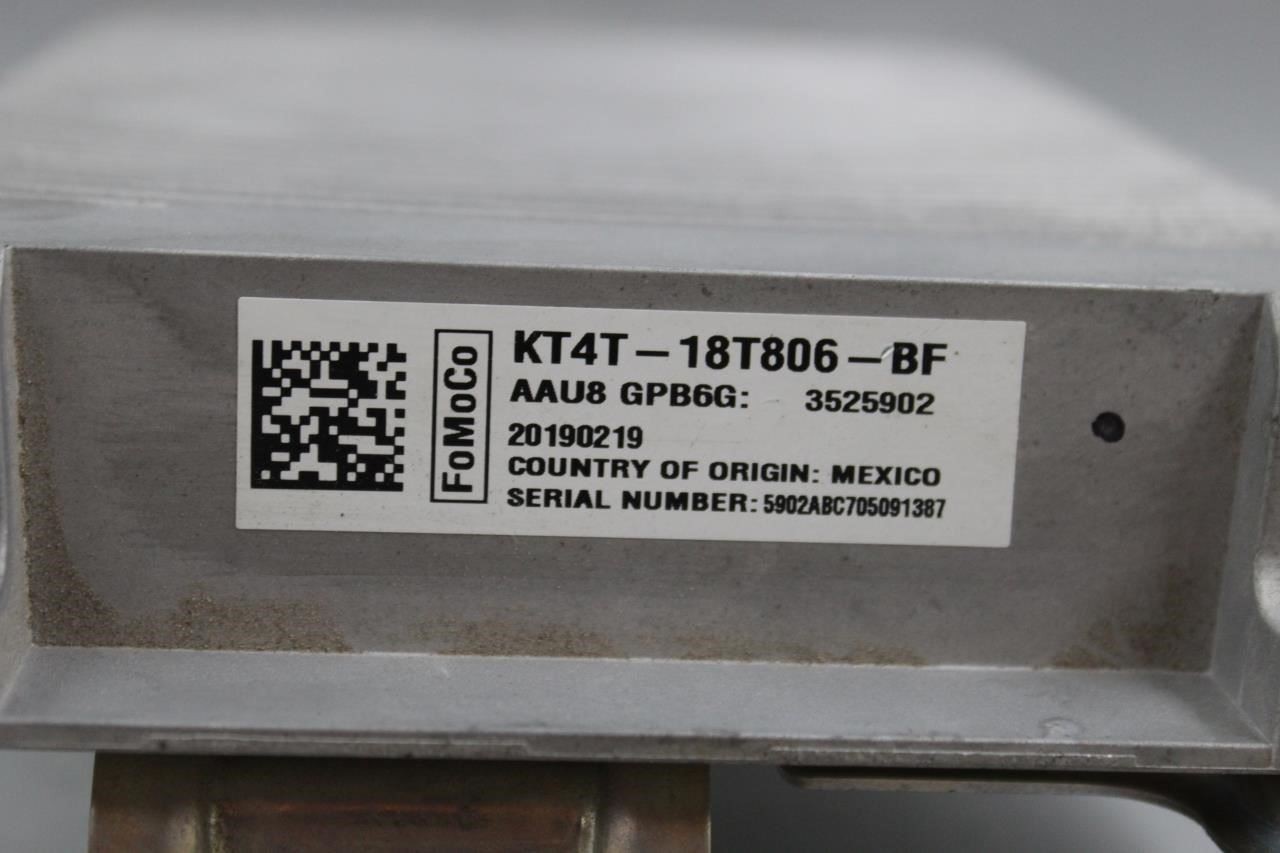 FoMoCo
KT4T-18T806-BF
AAU8 GPB6G: 3525902
20190219
COUNTRY OF ORIGIN: MEXICO
SERIAL NUMBER: 5902ABC705091387